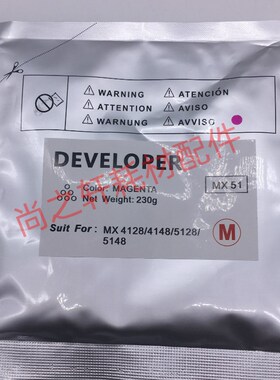 WARNING
ATENCIÓN
ATTENTION
AVISO
WARNUNG
AVVISO
DEVELOPER
Color: MAGENTA
Net Weight: 230g
MX 51
Suit For: MX 4128/4148/5128/
5148
M
尚之轩耗材配件